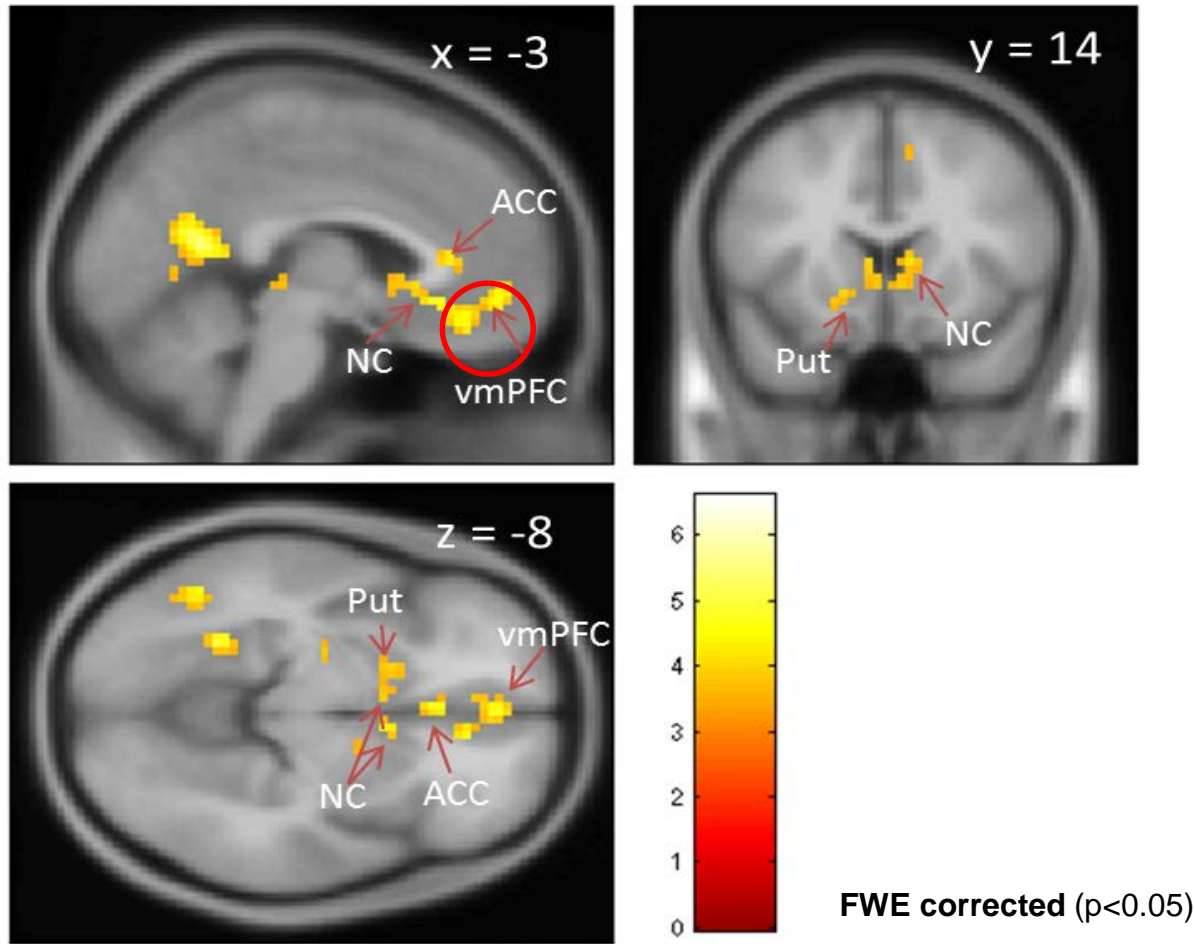 x = -3
ACC
NC
vmPFC
y = 14
Put
NC
z = -8
Put
vmPFC
NC
ACC
6
5
4
3
2
1
0
FWE corrected (p<0.05)